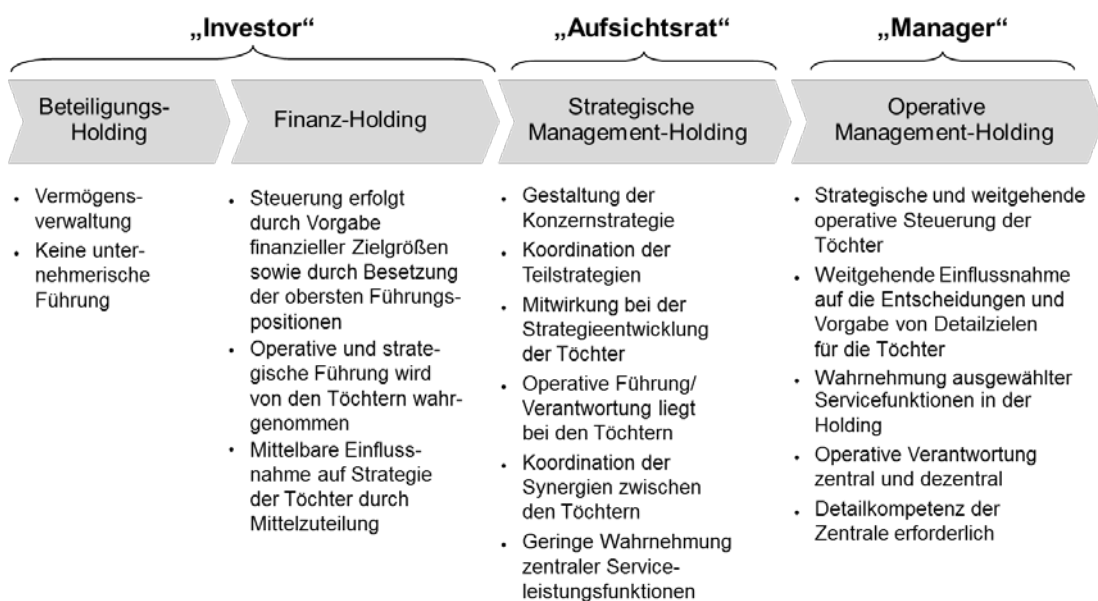 „Investor“
„Aufsichtsrat“
„Manager“
Beteiligungs-
Holding
Finanz-Holding
Strategische
Management-Holding
Operative
Management-Holding
• Vermögens-
verwaltung
• Keine unter-
nehmerische
Führung
• Steuerung erfolgt
durch Vorgabe
finanzieller Zielgrößen
sowie durch Besetzung
der obersten Führungs-
positionen
• Operative und strate-
gische Führung wird
von den Töchtern wahr-
genommen
• Mittelbare Einfluss-
nahme auf Strategie
der Töchter durch
Mittelzuteilung
• Gestaltung der
Konzernstrategie
• Koordination der
Teilstrategien
• Mitwirkung bei der
Strategieentwicklung
der Töchter
• Operative Führung/
Verantwortung liegt
bei den Töchtern
• Koordination der
Synergien zwischen
den Töchtern
• Geringe Wahrnehmung
zentraler Service-
leistungsfunktionen
• Strategische und weitgehende
operative Steuerung der
Töchter
• Weitgehende Einflussnahme
auf die Entscheidungen und
Vorgabe von Detailzielen
für die Töchter
• Wahrnehmung ausgewählter
Servicefunktionen in der
Holding
• Operative Verantwortung
zentral und dezentral
• Detailkompetenz der
Zentrale erforderlich